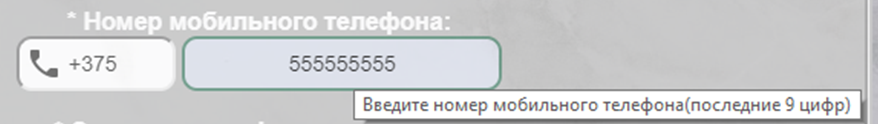 * Номер мобильного телефона:
+375 555555555
Введите номер мобильного телефона(последние 9 цифр)